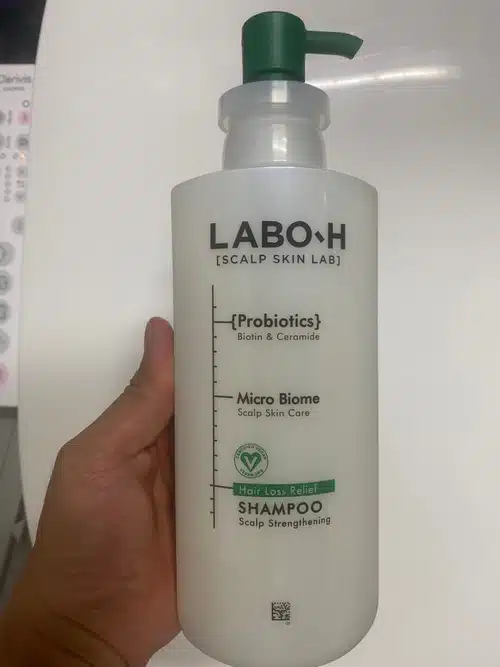 LABO-H
[SCALP SKIN LAB]
{Probiotics}
Biotin & Ceramide
Micro Biome
Scalp Skin Care
Hair Loss Relief
SHAMPOO
Scalp Strengthening